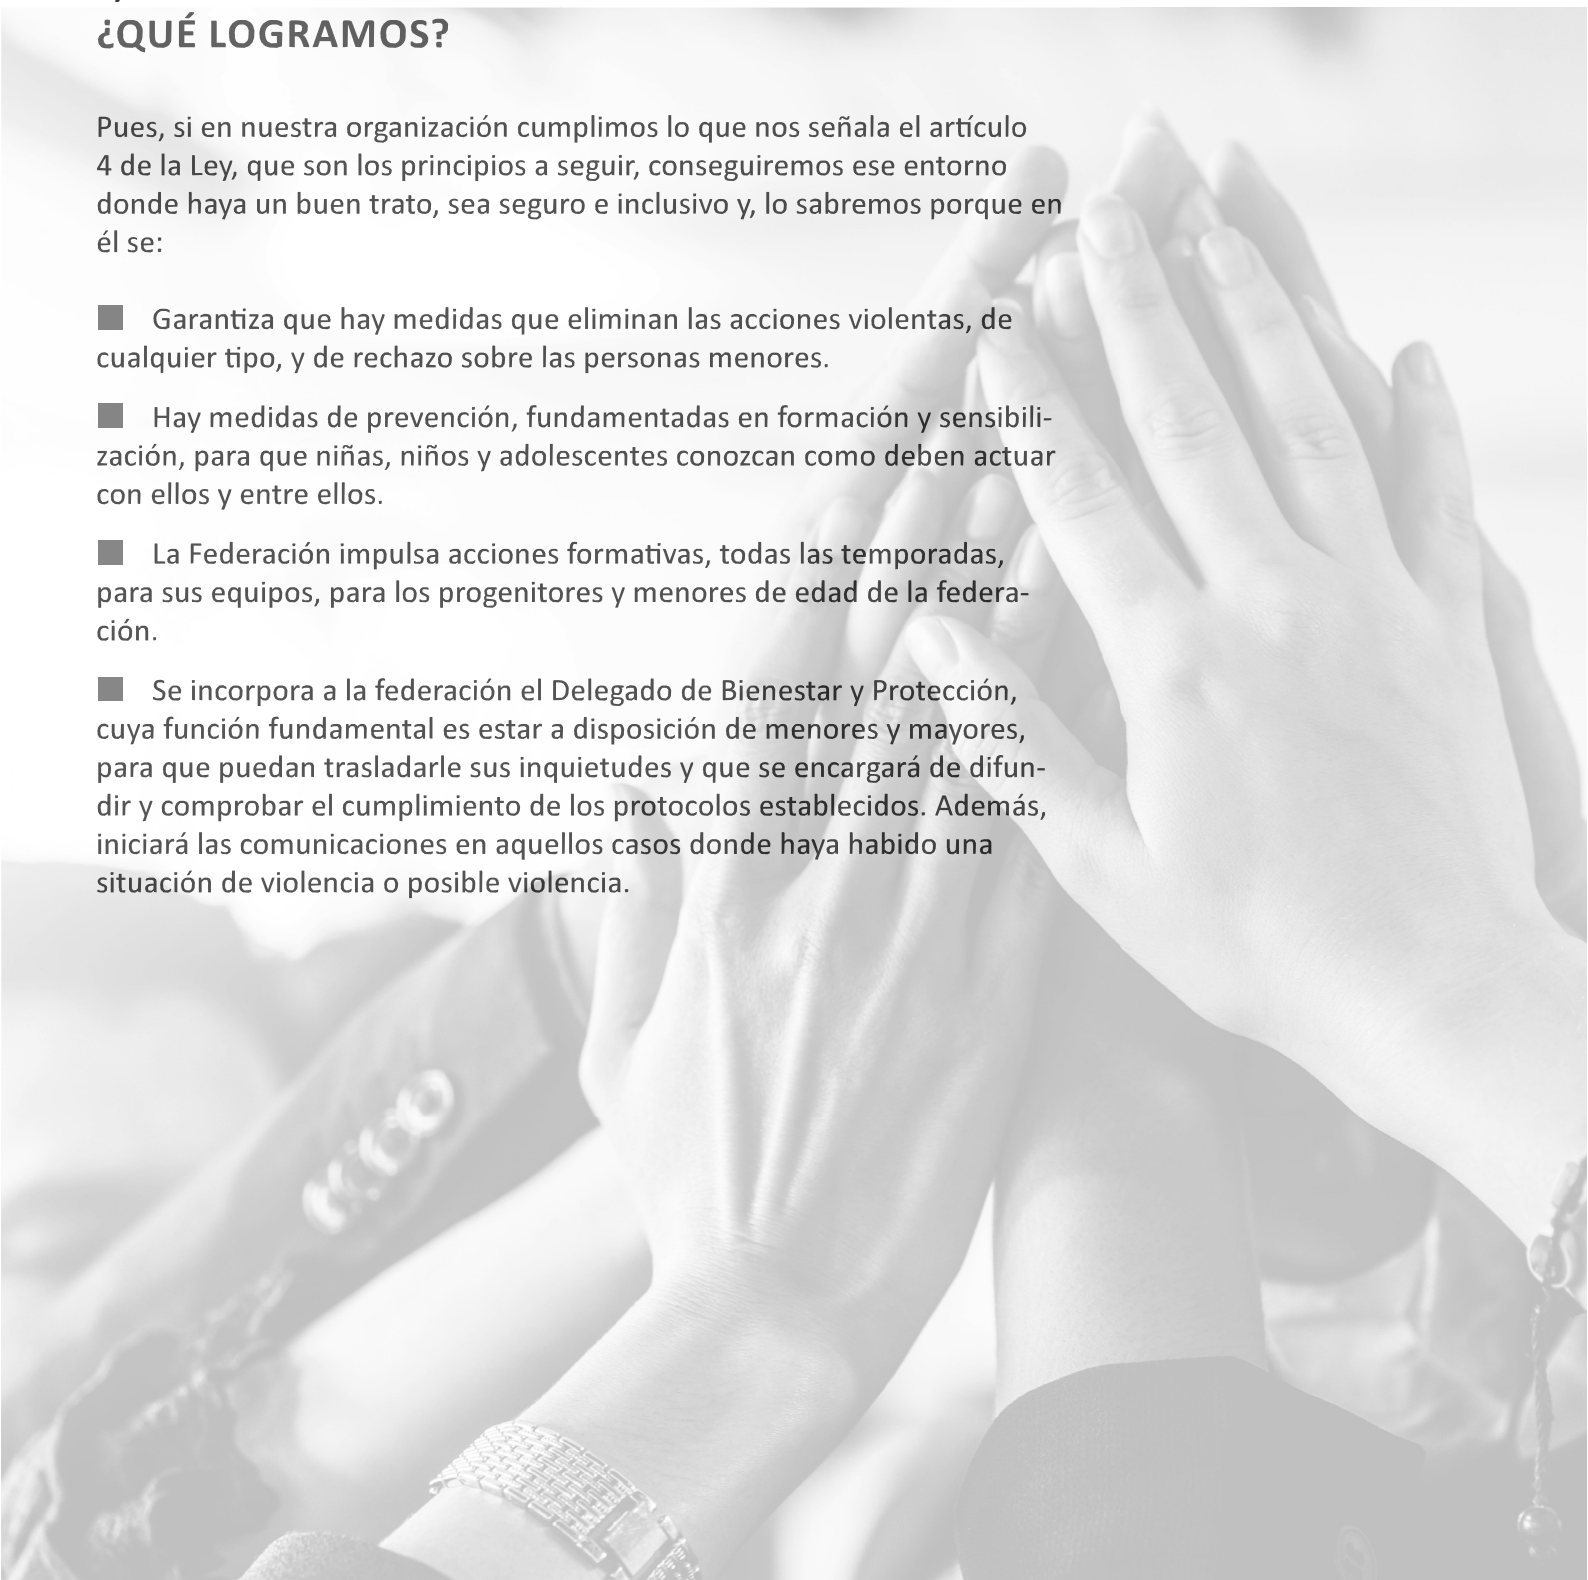 ¿QUÉ LOGRAMOS?
Pues, si en nuestra organización cumplimos lo que nos señala el artículo
4 de la Ley, que son los principios a seguir, conseguiremos ese entorno
donde haya un buen trato, sea seguro e inclusivo y, lo sabremos porque en
él se:
■ Garantiza que hay medidas que eliminan las acciones violentas, de
cualquier tipo, y de rechazo sobre las personas menores.
■ Hay medidas de prevención, fundamentadas en formación y sensibili-
zación, para que niñas, niños y adolescentes conozcan como deben actuar
con ellos y entre ellos.
■ La Federación impulsa acciones formativas, todas las temporadas,
para sus equipos, para los progenitores y menores de edad de la federa-
ción.
■ Se incorpora a la federación el Delegado de Bienestar y Protección,
cuya función fundamental es estar a disposición de menores y mayores,
para que puedan trasladarle sus inquietudes y que se encargará de difun-
dir y comprobar el cumplimiento de los protocolos establecidos. Además,
iniciará las comunicaciones en aquellos casos donde haya habido una
situación de violencia o posible violencia.